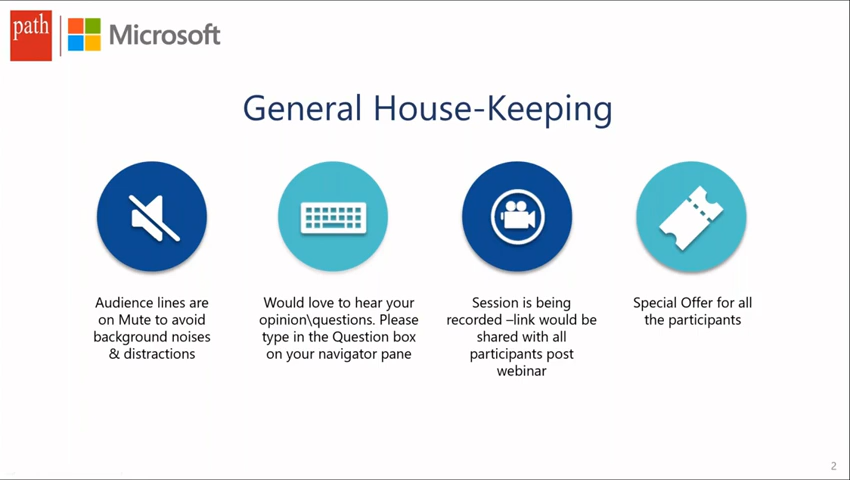 path
Microsoft
General House-Keeping
Audience lines are
on Mute to avoid
background noises
& distractions
Would love to hear your
opinion\questions. Please
type in the Question box
on your navigator pane
Session is being
recorded –link would be
shared with all
participants post
webinar
Special Offer for all
the participants
2